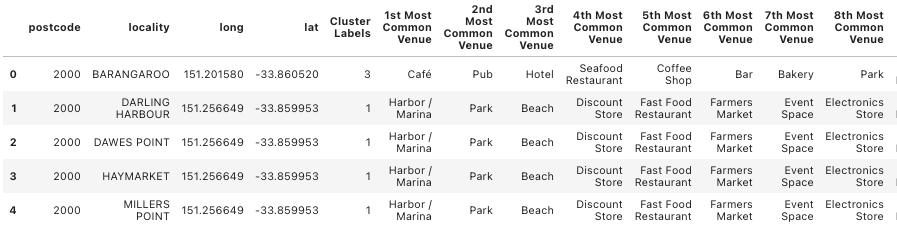 postcode locality long lat Cluster Labels 1st Most Common Venue 2nd Most Common Venue 3rd Most Common Venue 4th Most Common Venue 5th Most Common Venue 6th Most Common Venue 7th Most Common Venue 8th Most Common Venue
0 2000 BARANGAROO 151.201580 -33.860520 3 Café Pub Hotel Seafood Restaurant Coffee Shop Bar Bakery Park
1 2000 DARLING HARBOUR 151.256649 -33.859953 1 Harbor / Marina Park Beach Discount Store Fast Food Restaurant Farmers Market Event Space Electronics Store
2 2000 DAWES POINT 151.256649 -33.859953 1 Harbor / Marina Park Beach Discount Store Fast Food Restaurant Farmers Market Event Space Electronics Store
3 2000 HAYMARKET 151.256649 -33.859953 1 Harbor / Marina Park Beach Discount Store Fast Food Restaurant Farmers Market Event Space Electronics Store
4 2000 MILLERS POINT 151.256649 -33.859953 1 Harbor / Marina Park Beach Discount Store Fast Food Restaurant Farmers Market Event Space Electronics Store